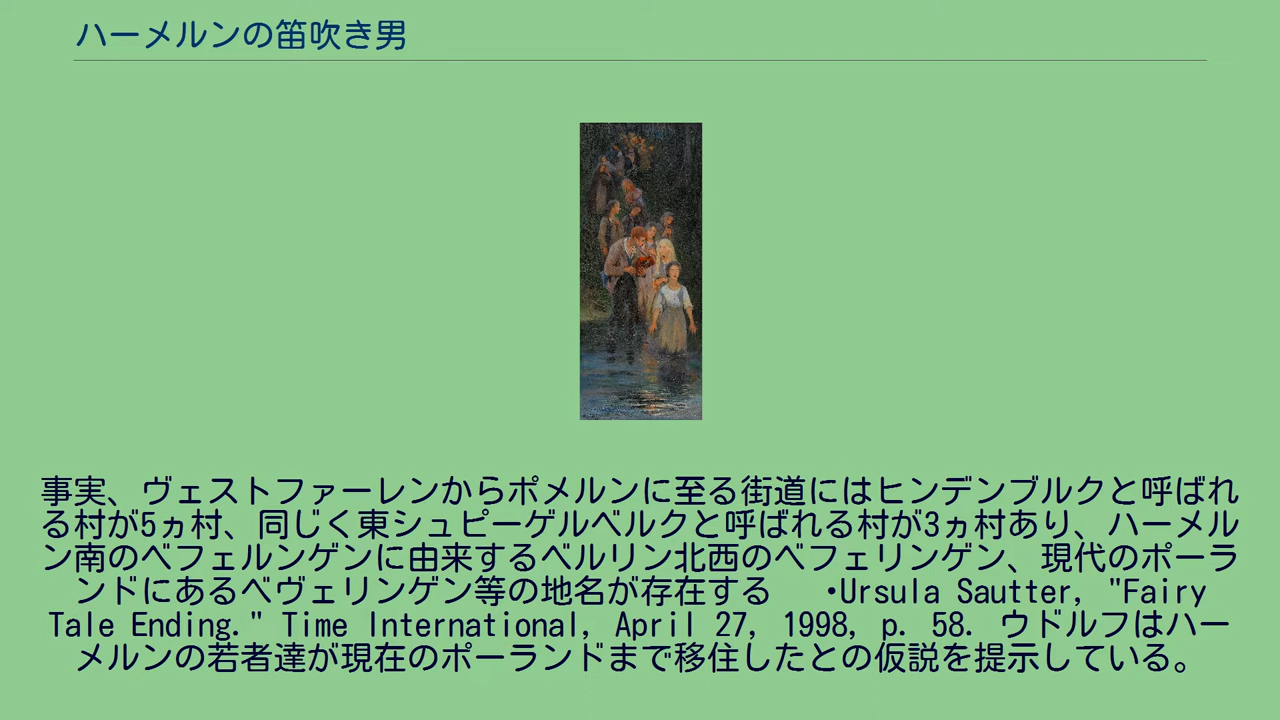 ハーメルンの笛吹き男
事実、ヴェストファーレンからポメルンに至る街道にはヒンデンブルクと呼ばれ
る村が5ヵ村、同じく東シュピーゲルベルクと呼ばれる村が3ヵ村あり、ハーメル
ン南のベフェルンゲンに由来するベルリン北西のベフェリンゲン、現代のポーラ
ンドにあるベヴェリンゲン等の地名が存在する　•Ursula Sautter, "Fairy
Tale Ending." Time International, April 27, 1998, p. 58. ウドルフはハー
メルンの若者達が現在のポーランドまで移住したとの仮説を提示している。